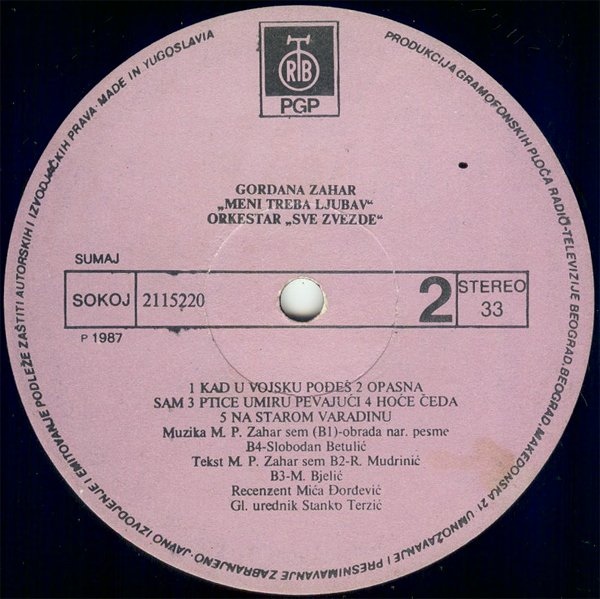 PRODUKCIJA GRAMOFONSKIH PLOČA RADIO-TELEVIZIJE BEOGRAD, BEOGRAD, MAKEDONSKA 21 UMNOŽAVANJE I PRESNIMAVANJE ZABRANJENO-JAVNO IZVODJENJE I EMITOVANJE PODLEŽE ZAŠTITI AUTORSKIH I IZVODJAČKIH PRAVA·MADE IN YUGOSLAVIA
RTB
PGP
GORDANA ZAHAR
„MENI TREBA LJUBAV“
ORKESTAR „SVE ZVEZDE“
SUMAJ
SOKOJ 2115220 2 STEREO
33
P 1987
1 KAD U VOJSKU POĐEŠ 2 OPASNA
SAM 3 PTICE UMIRU PEVAJUĆI 4 HOĆE ČEDA
5 NA STAROM VARADINU
Muzika M. P. Zahar sem (B1)-obrada nar. pesme
B4-Slobodan Betulić
Tekst M. P. Zahar sem B2-R. Mudrinić
B3-M. Bjelić
Recenzent Mića Đorđević
Gl. urednik Stanko Terzić